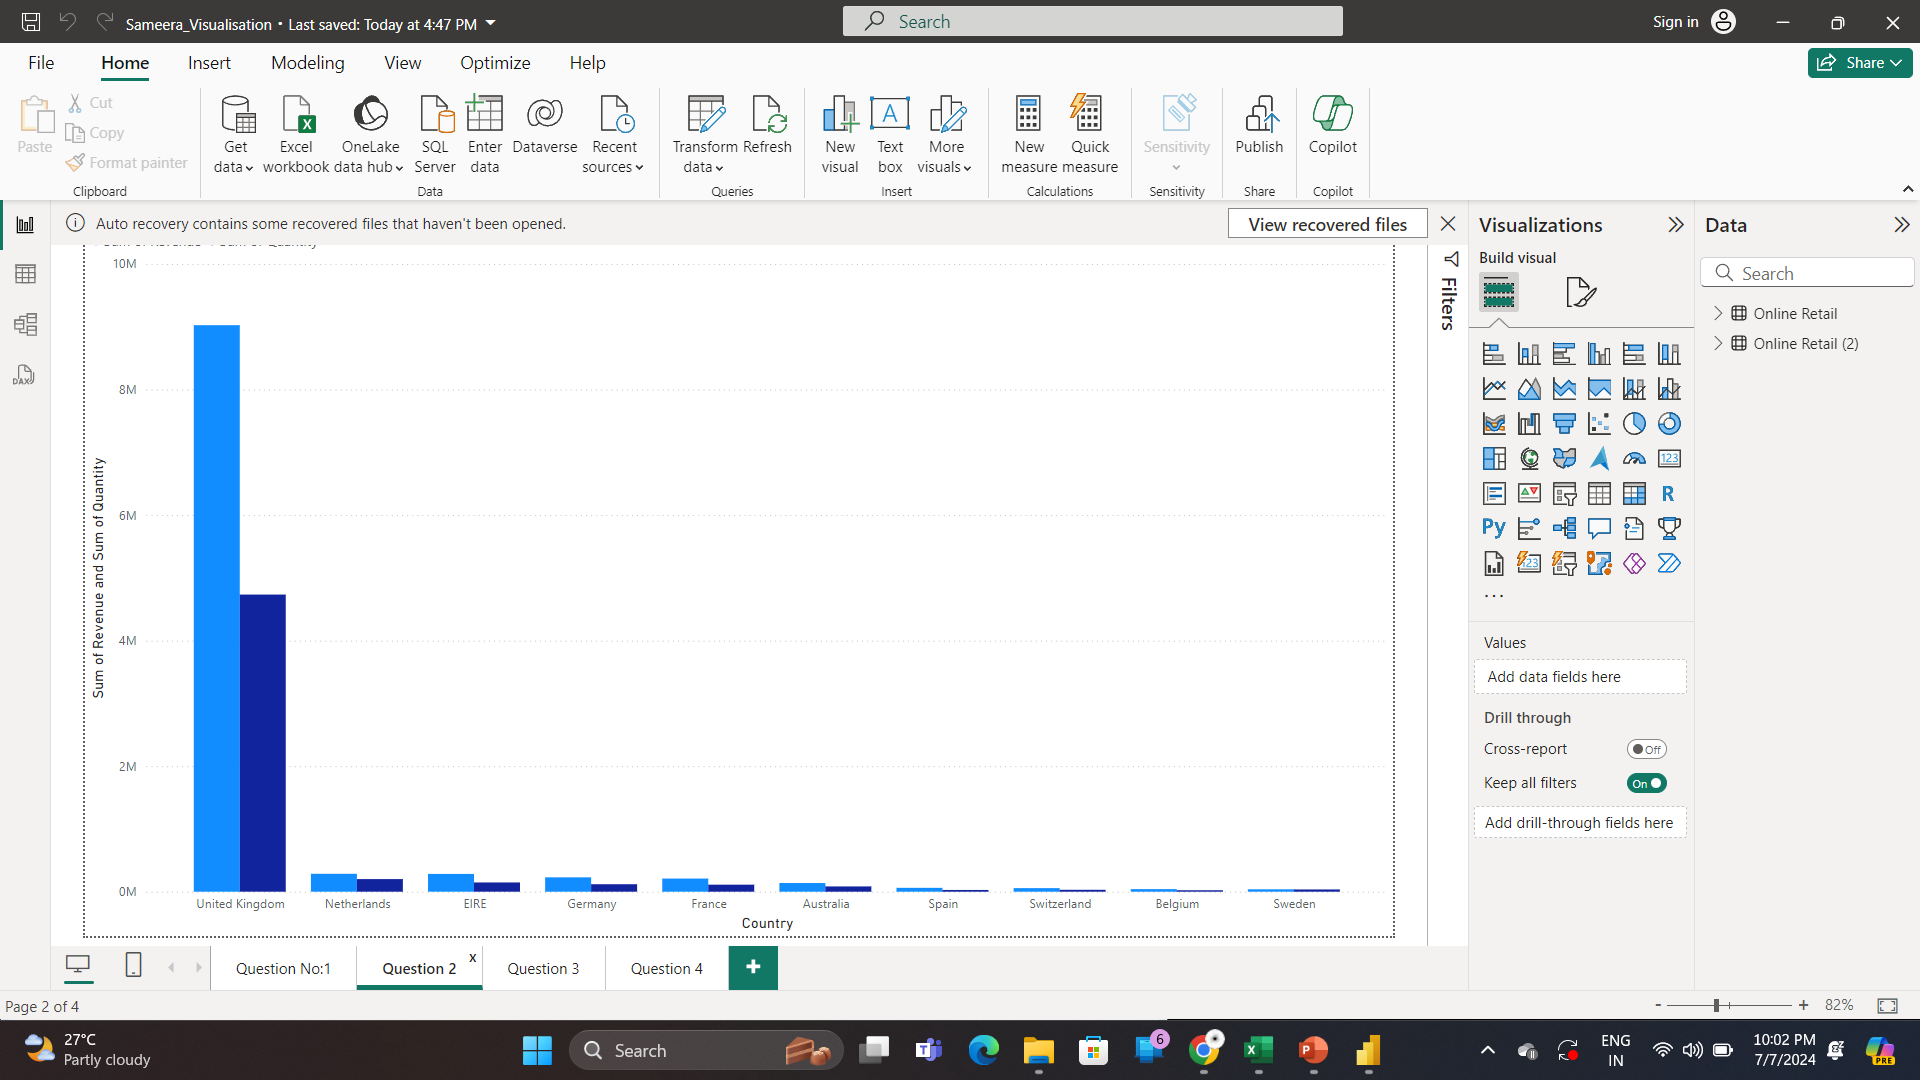 Sameera_Visualisation • Last saved: Today at 4:47 PM
Search
Sign in
File
Home
Insert
Modeling
View
Optimize
Help
Share
Paste
Cut
Copy
Format painter
Clipboard
Get data
Excel workbook
OneLake data hub
SQL Server
Enter data
Dataverse
Recent sources
Data
Transform data
Refresh
Queries
New visual
Text box
More visuals
Insert
New measure
Quick measure
Calculations
Sensitivity
Sensitivity
Publish
Share
Copilot
Copilot
Auto recovery contains some recovered files that haven't been opened.
View recovered files
Sum of Revenue and Sum of Quantity
10M
8M
6M
4M
2M
0M
United Kingdom
Netherlands
EIRE
Germany
France
Australia
Spain
Switzerland
Belgium
Sweden
Country
Filters
Visualizations
Build visual
R
Py
123
123
...
Values
Add data fields here
Drill through
Cross-report
Off
Keep all filters
On
Add drill-through fields here
Data
Search
Online Retail
Online Retail (2)
DAX
Question No:1
Question 2
x
Question 3
Question 4
+
Page 2 of 4
- + 82%
27°C
Partly cloudy
Search
6
ENG
IN
10:02 PM
7/7/2024
PRE